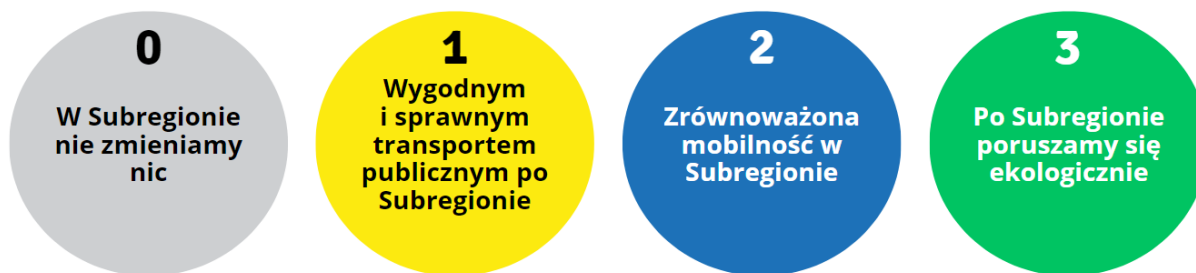 0
W Subregionie
nie zmieniamy
nic
1
Wygodnym
i sprawnym
transportem
publicznym po
Subregionie
2
Zrównoważona
mobilność w
Subregionie
3
Po Subregionie
poruszamy się
ekologicznie